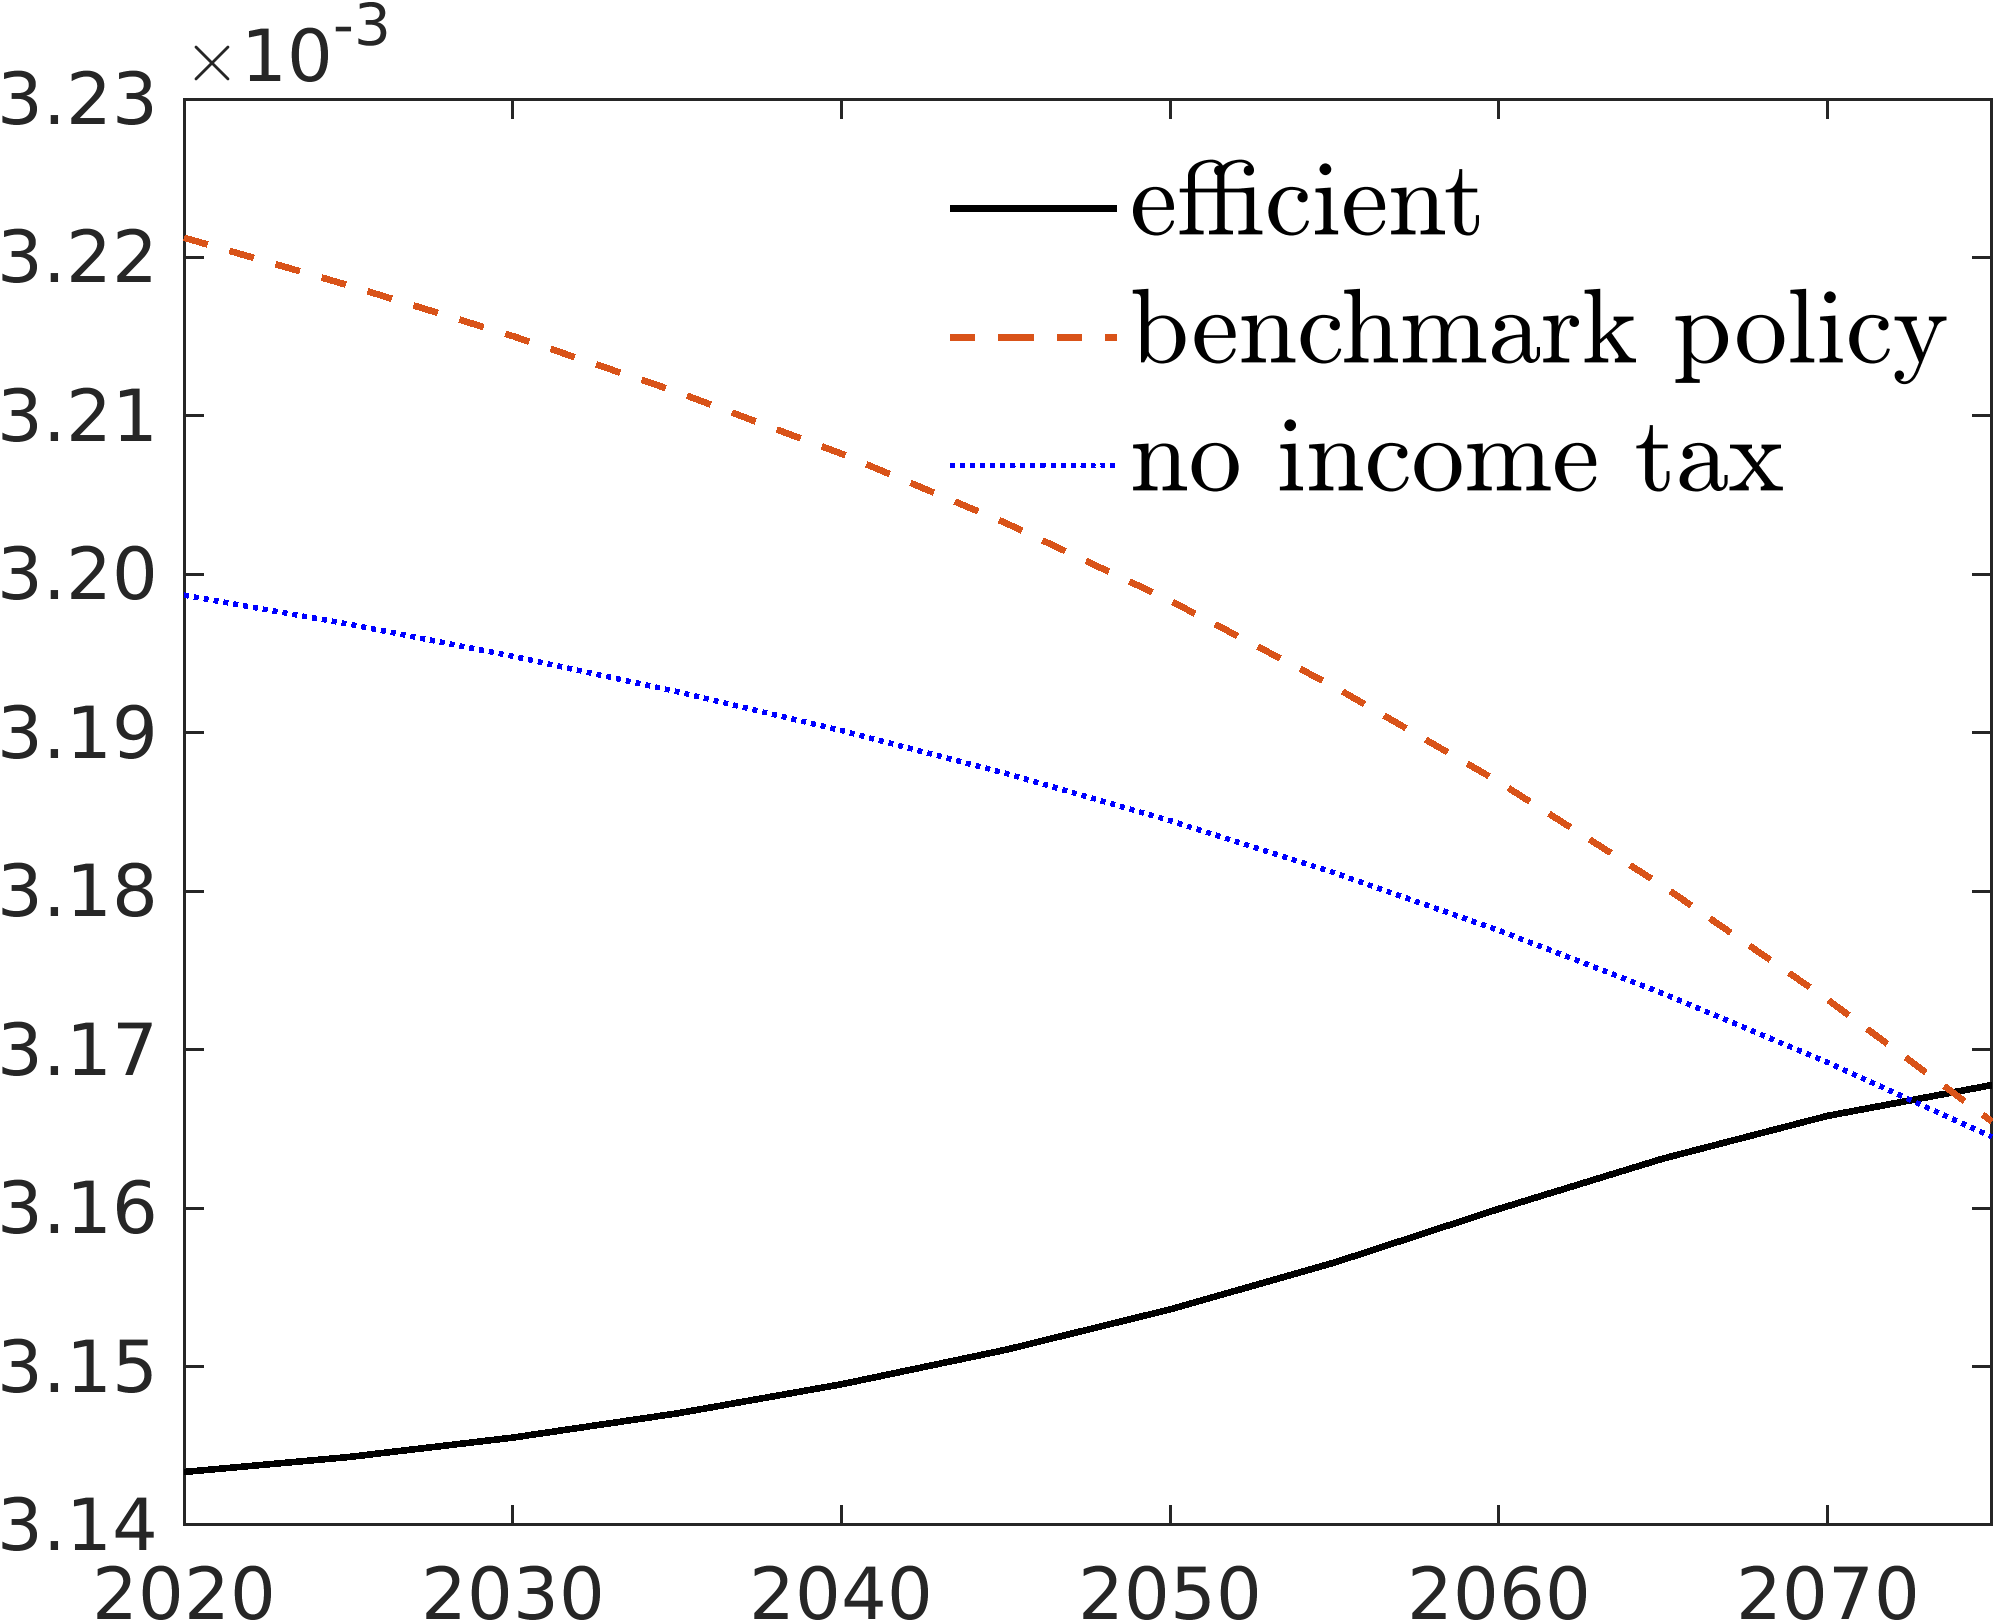 ×10-3
3.23
3.22
3.21
3.20
3.19
3.18
3.17
3.16
3.15
3.14
efficient
benchmark policy
no income tax
2020 2030 2040 2050 2060 2070